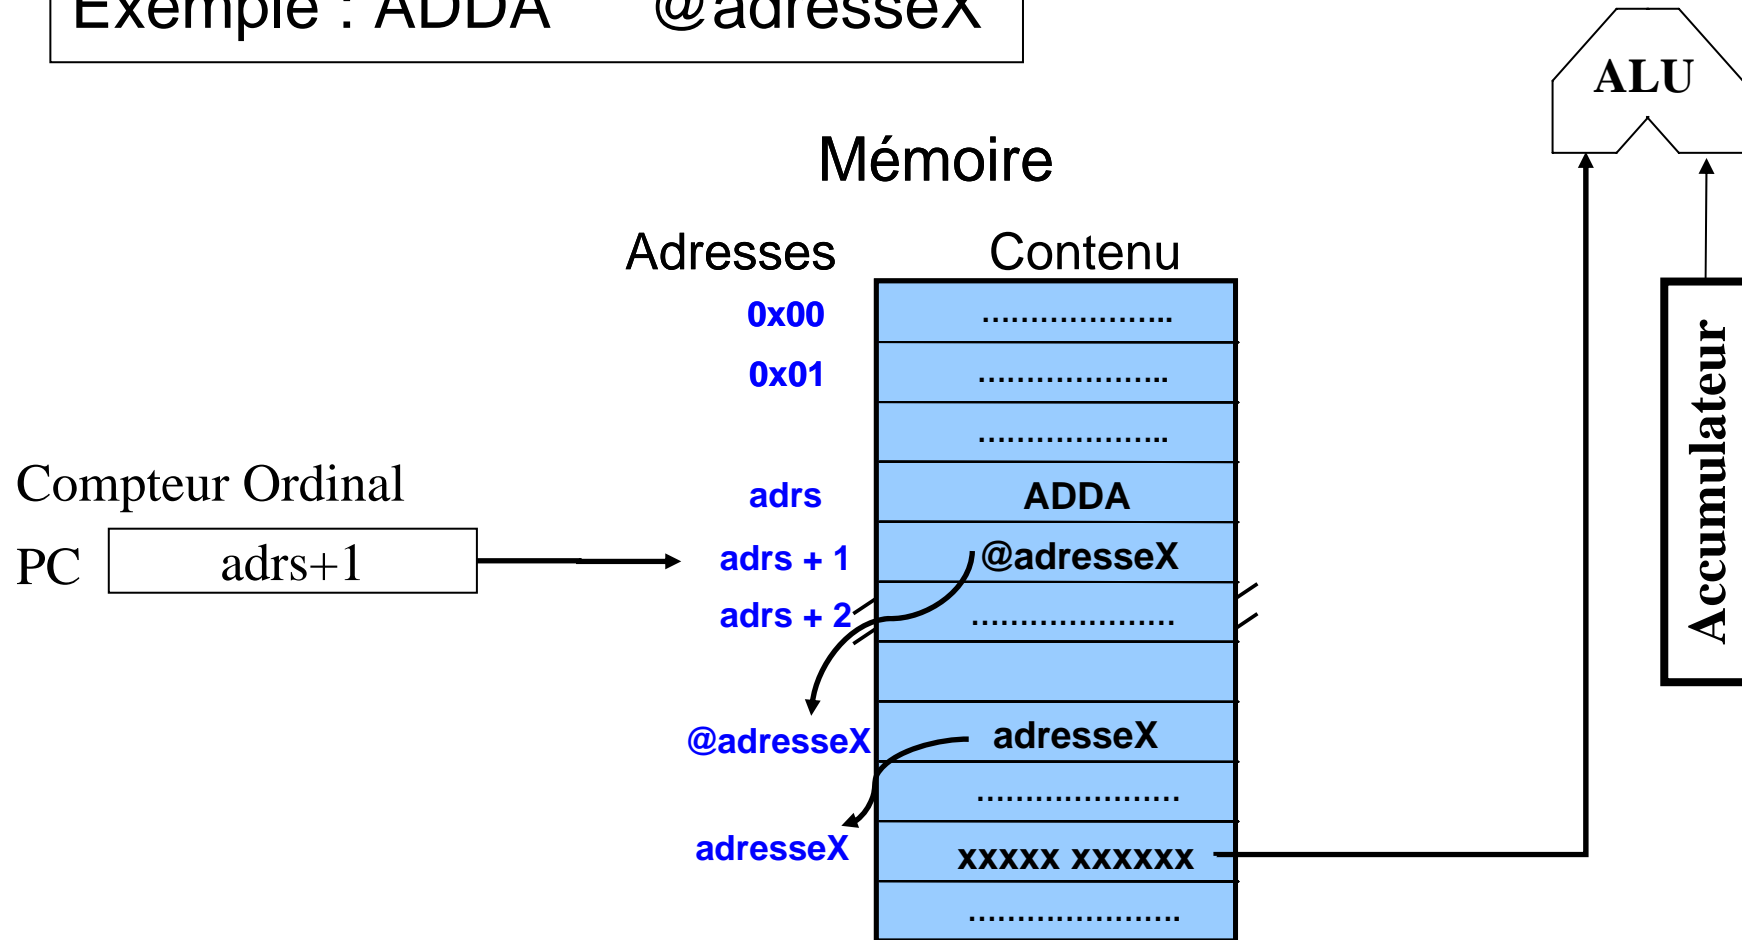 Exemple : ADDA @adresseX
ALU
Mémoire
Adresses Contenu
0x00 ………………..
0x01 ………………..
………………..
Compteur Ordinal
adrs ADDA
PC adrs+1 adrs + 1 @adresseX
adrs + 2 …………………
@adresseX adresseX
…………………
adresseX xxxxx xxxxxx
………………….
Accumulateur